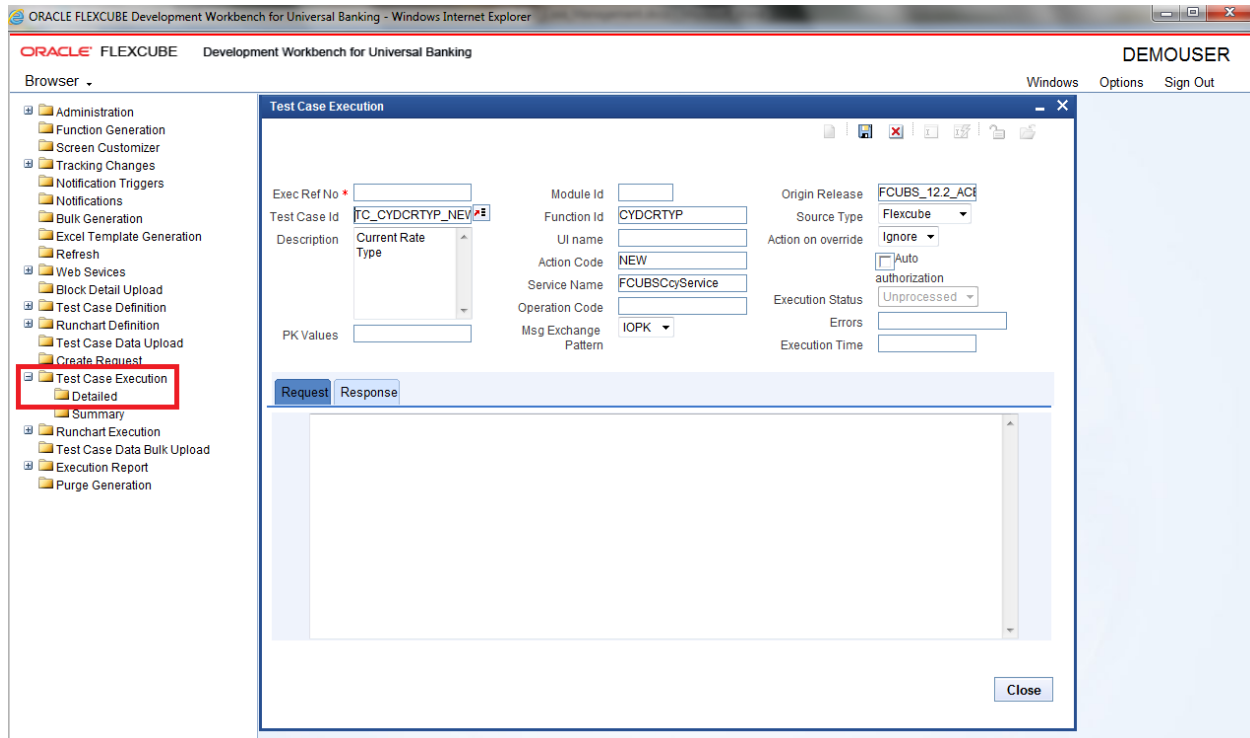 ORACLE FLEXCUBE Development Workbench for Universal Banking - Windows Internet Explorer
ORACLE FLEXCUBE Development Workbench for Universal Banking
DEMOUSER
Browser
Windows Options Sign Out
Administration
Function Generation
Screen Customizer
Tracking Changes
Notification Triggers
Notifications
Bulk Generation
Excel Template Generation
Refresh
Web Sevices
Block Detail Upload
Test Case Definition
Runchart Definition
Test Case Data Upload
Create Request
Test Case Execution
Detailed
Summary
Runchart Execution
Test Case Data Bulk Upload
Execution Report
Purge Generation
Test Case Execution
Exec Ref No *
Test Case Id TC_CYDCRTYP_NEW
Description Current Rate
Type
PK Values
Module Id
Function Id CYDCRTYP
UI name
Action Code NEW
Service Name FCUBSCcyService
Operation Code
Msg Exchange IOPK
Pattern
Origin Release FCUBS_12.2_ACE
Source Type Flexcube
Action on override Ignore
Auto
authorization
Execution Status Unprocessed
Errors
Execution Time
Request Response
Close